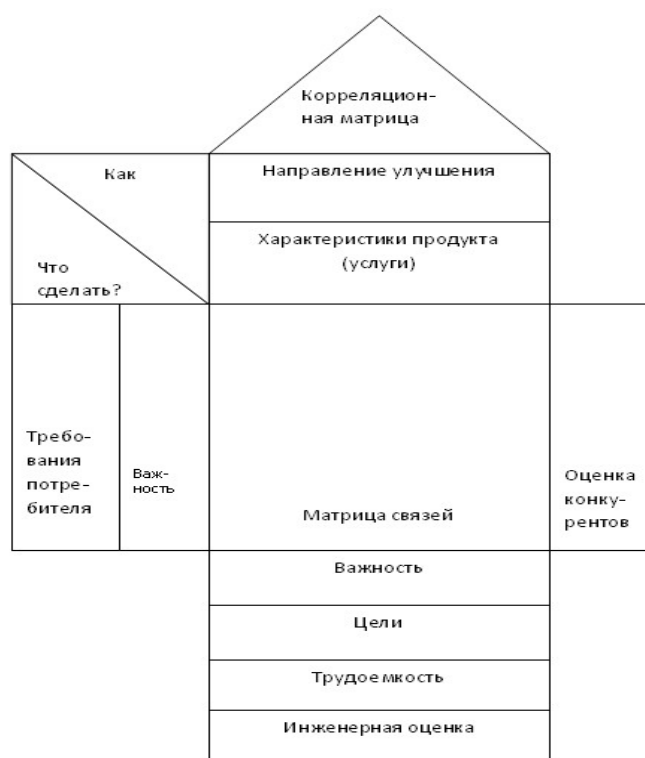 Корреляцион-
ная матрица
Как
Направление улучшения
Что
сделать?
Характеристики продукта
(услуги)
Требо-
вания
потре-
бителя
Важ-
ность
Матрица связей
Оценка
конку-
рентов
Важность
Цели
Трудоемкость
Инженерная оценка